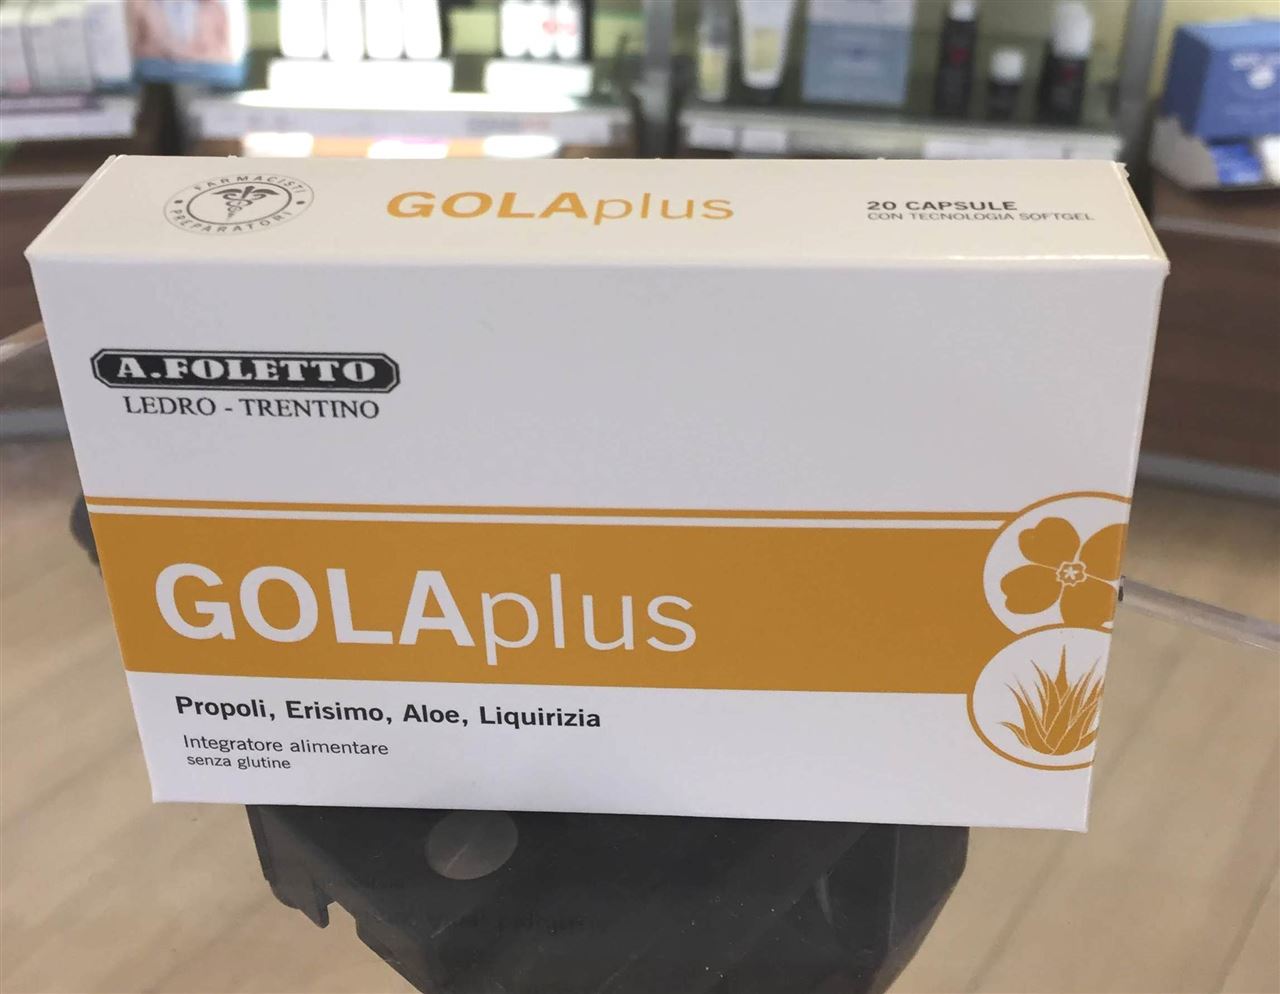 FARMACISTI
PREPARATORI
GOLAplus
20 CAPSULE
CON TECNOLOGIA SOFTGEL
A.FOLETTO
LEDRO - TRENTINO
GOLAplus
Propoli, Erisimo, Aloe, Liquirizia
Integratore alimentare
senza glutine